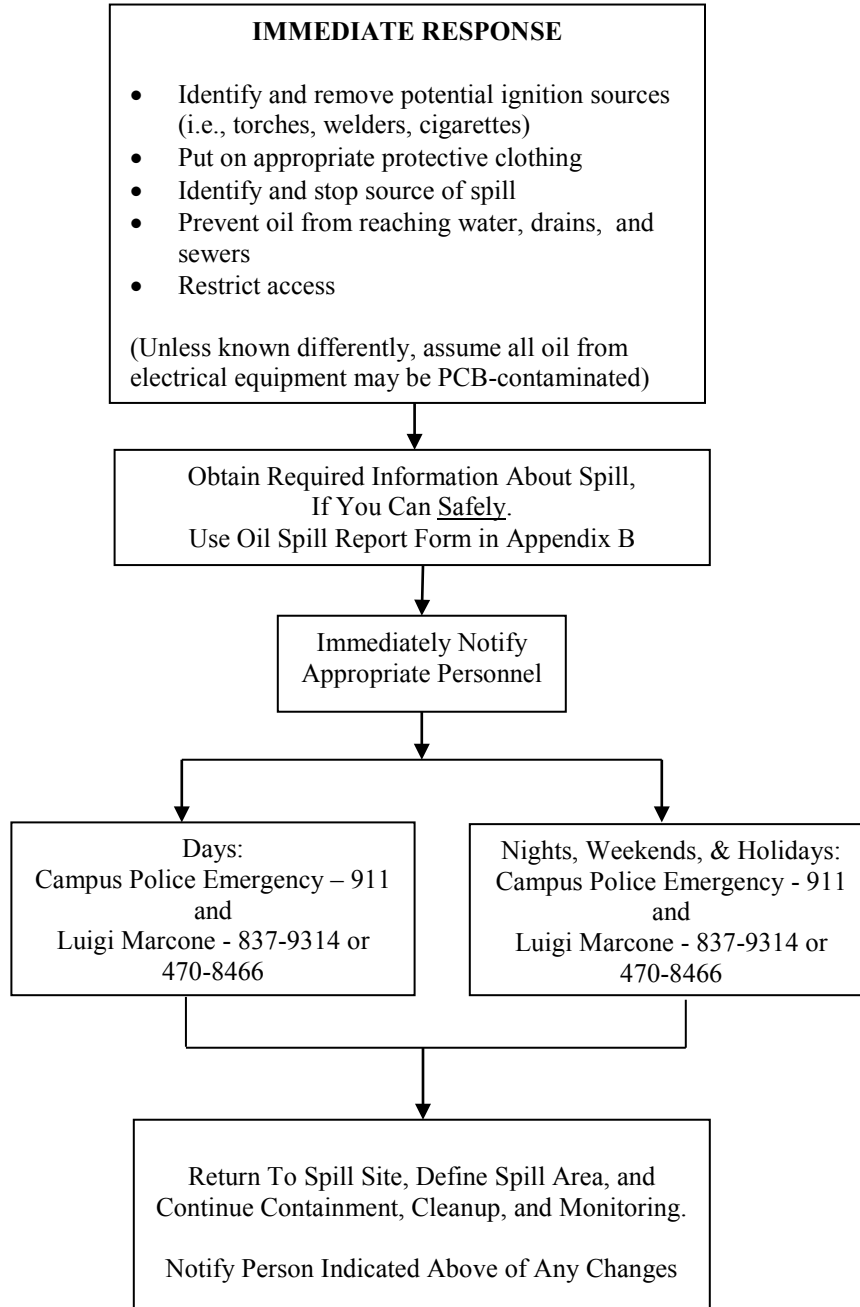 IMMEDIATE RESPONSE
• Identify and remove potential ignition sources
(i.e., torches, welders, cigarettes)
• Put on appropriate protective clothing
• Identify and stop source of spill
• Prevent oil from reaching water, drains, and
sewers
• Restrict access
(Unless known differently, assume all oil from
electrical equipment may be PCB-contaminated)
Obtain Required Information About Spill,
If You Can Safely.
Use Oil Spill Report Form in Appendix B
Immediately Notify
Appropriate Personnel
Days:
Campus Police Emergency – 911
and
Luigi Marcone - 837-9314 or
470-8466
Nights, Weekends, & Holidays:
Campus Police Emergency - 911
and
Luigi Marcone - 837-9314 or
470-8466
Return To Spill Site, Define Spill Area, and
Continue Containment, Cleanup, and Monitoring.
Notify Person Indicated Above of Any Changes